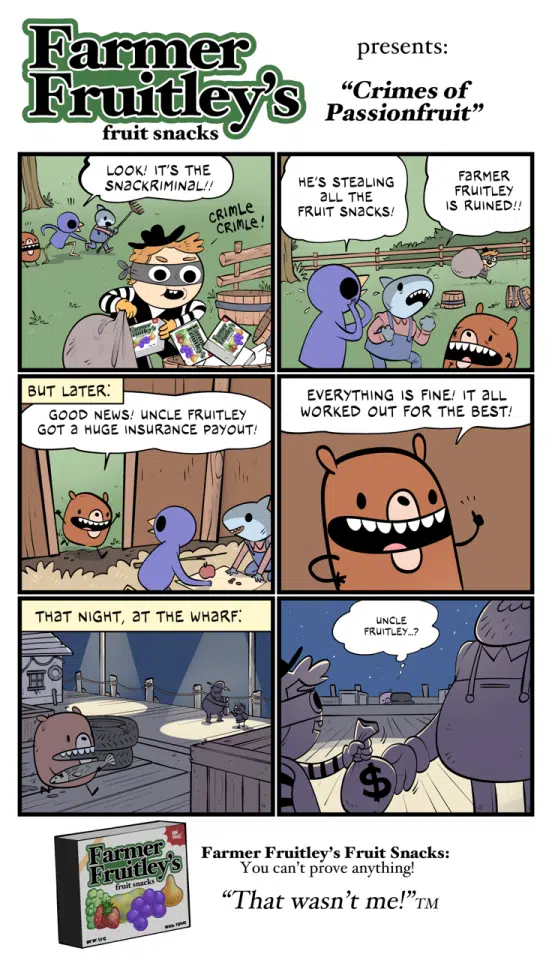 Farmer
Fruitley's
fruit snacks
presents:
"Crimes of
Passionfruit"
LOOK! IT'S THE
SNACKRIMINAL!!
CRIMLE
CRIMLE!
Farmer
Fruitley's
HE'S STEALING
ALL THE
FRUIT SNACKS!
FARMER
FRUITLEY
IS RUINED!!
BUT LATER:
GOOD NEWS! UNCLE FRUITLEY
GOT A HUGE INSURANCE PAYOUT!
EVERYTHING IS FINE! IT ALL
WORKED OUT FOR THE BEST!
THAT NIGHT, AT THE WHARF:
UNCLE
FRUITLEY...?
$
Farmer
Fruitley's
fruit snacks
Farmer Fruitley's Fruit Snacks:
You can't prove anything!
"That wasn't me!"TM